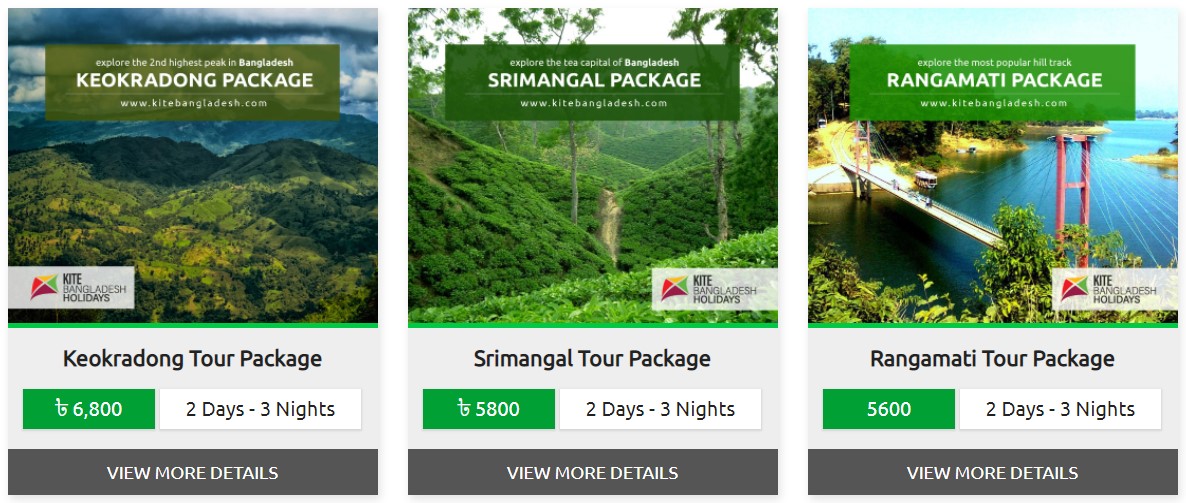 explore the 2nd highest peak in Bangladesh
KEOKRADONG PACKAGE
www.kitebangladesh.com
KITE
BANGLADESH
HOLIDAYS
Keokradong Tour Package
৳ 6,800
2 Days - 3 Nights
VIEW MORE DETAILS
explore the tea capital of Bangladesh
SRIMANGAL PACKAGE
www.kitebangladesh.com
KITE
BANGLADESH
HOLIDAYS
Srimangal Tour Package
৳ 5800
2 Days - 3 Nights
VIEW MORE DETAILS
explore the most popular hill track
RANGAMATI PACKAGE
www.kitebangladesh.com
KITE
BANGLADESH
HOLIDAYS
Rangamati Tour Package
5600
2 Days - 3 Nights
VIEW MORE DETAILS